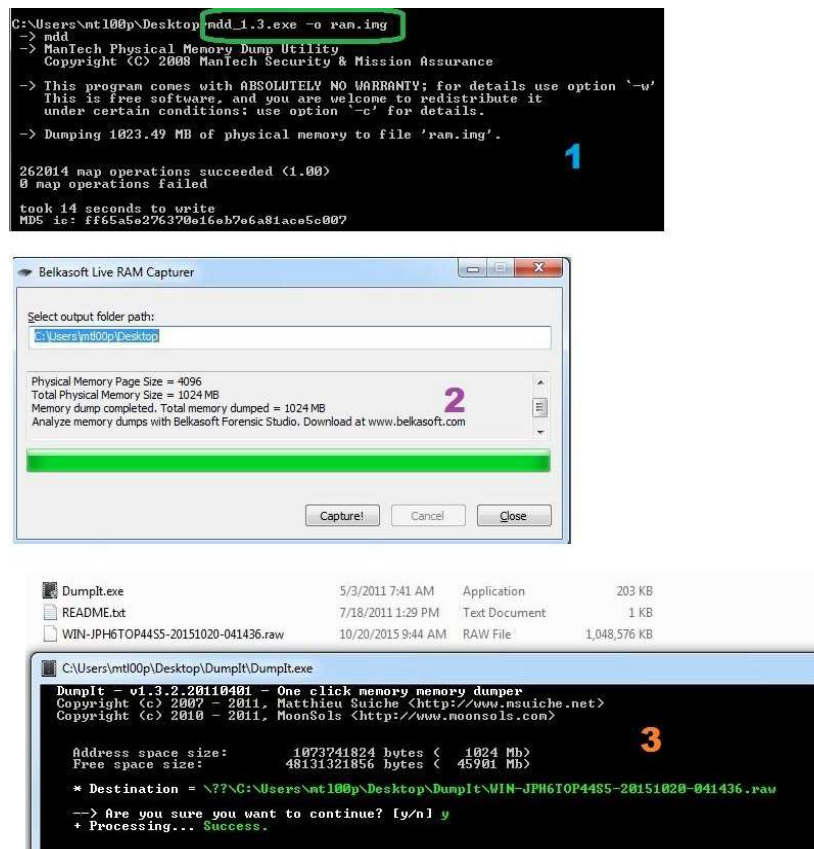 C:\Users\mtl00p\Desktop>mdd_1.3.exe -o ram.img
-> mdd
-> ManTech Physical Memory Dump Utility
Copyright (C) 2008 ManTech Security & Mission Assurance
-> This program comes with ABSOLUTELY NO WARRANTY; for details use option `-w'
This is free software, and you are welcome to redistribute it
under certain conditions; use option `-c' for details.
-> Dumping 1023.49 MB of physical memory to file 'ram.img'.
1
262014 map operations succeeded (1.00)
0 map operations failed
took 14 seconds to write
MD5 is: ff65a5e276370e16eb7e6a81ace5c007
Belkasoft Live RAM Capturer
Select output folder path:
C:\Users\mtl00p\Desktop
Physical Memory Page Size = 4096
Total Physical Memory Size = 1024 MB
Memory dump completed. Total memory dumped = 1024 MB
Analyze memory dumps with Belkasoft Forensic Studio. Download at www.belkasoft.com
2
Capture! Cancel Close
DumpIt.exe 5/3/2011 7:41 AM Application 203 KB
README.txt 7/18/2011 1:29 PM Text Document 1 KB
WIN-JPH6TOP44S5-20151020-041436.raw 10/20/2015 9:44 AM RAW File 1,048,576 KB
C:\Users\mtl00p\Desktop\DumpIt\DumpIt.exe
DumpIt - v1.3.2.20110401 - One click memory memory dumper
Copyright (c) 2007 - 2011, Matthieu Suiche <http://www.msuiche.net>
Copyright (c) 2010 - 2011, MoonSols <http://www.moonsols.com>
3
Address space size: 1073741824 bytes ( 1024 Mb)
Free space size: 48131321856 bytes ( 45901 Mb)
* Destination = \??\C:\Users\mtl00p\Desktop\DumpIt\WIN-JPH6TOP44S5-20151020-041436.raw
--> Are you sure you want to continue? [y/n] y
+ Processing... Success.